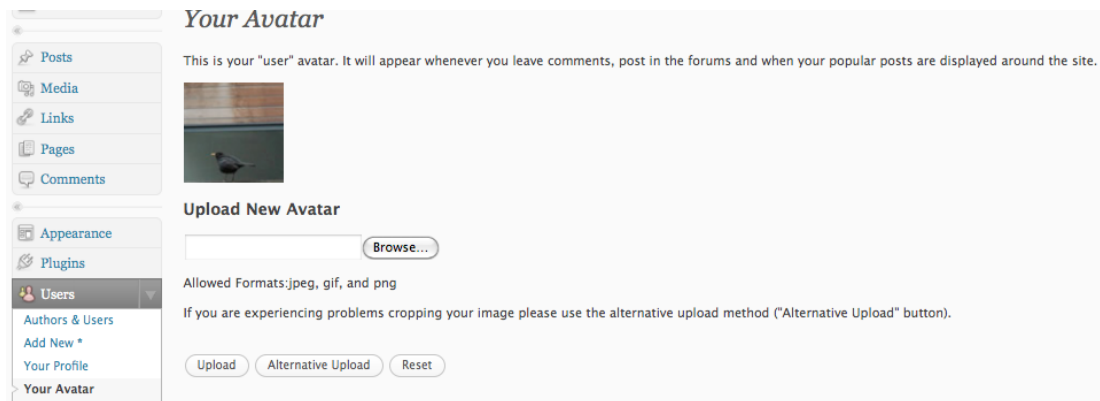 Your Avatar
Posts
Media
Links
Pages
Comments
Appearance
Plugins
Users
Authors & Users
Add New *
Your Profile
Your Avatar
This is your "user" avatar. It will appear whenever you leave comments, post in the forums and when your popular posts are displayed around the site.
Upload New Avatar
Browse...
Allowed Formats:jpeg, gif, and png
If you are experiencing problems cropping your image please use the alternative upload method ("Alternative Upload" button).
Upload
Alternative Upload
Reset